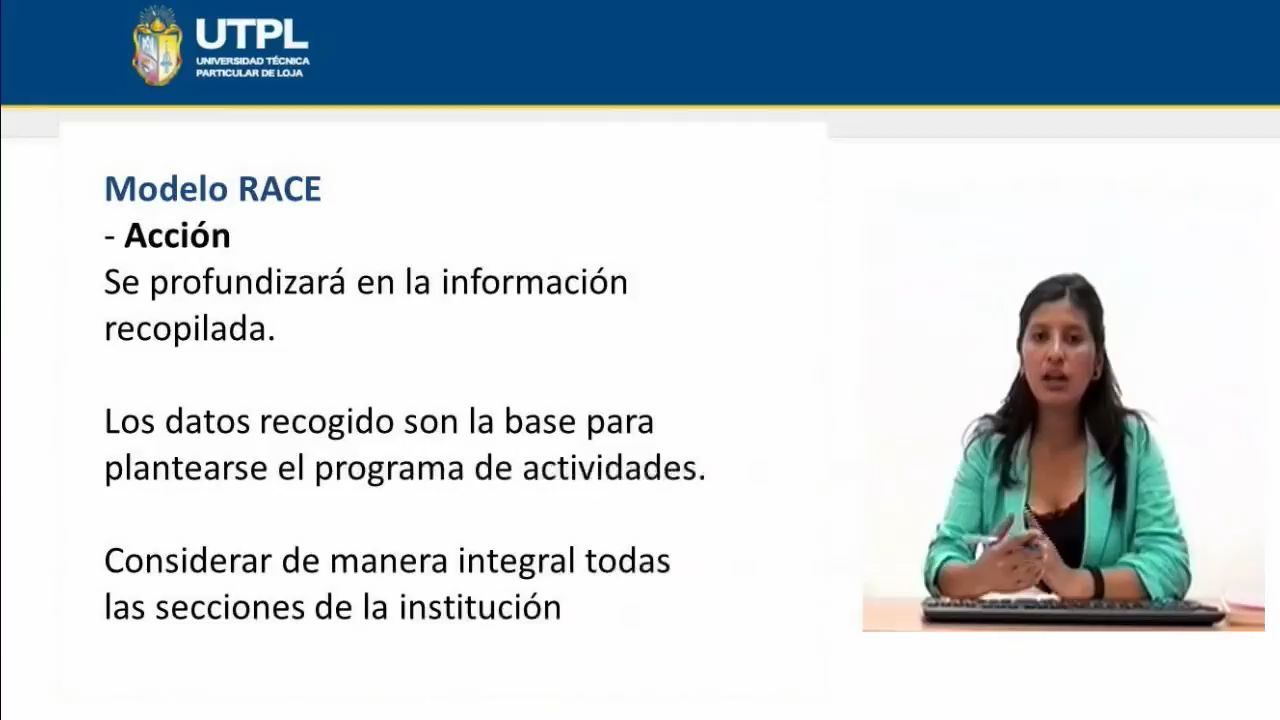 UTPL
UNIVERSIDAD TÉCNICA
PARTICULAR DE LOJA
Modelo RACE
- Acción
Se profundizará en la información
recopilada.
Los datos recogido son la base para
plantearse el programa de actividades.
Considerar de manera integral todas
las secciones de la institución